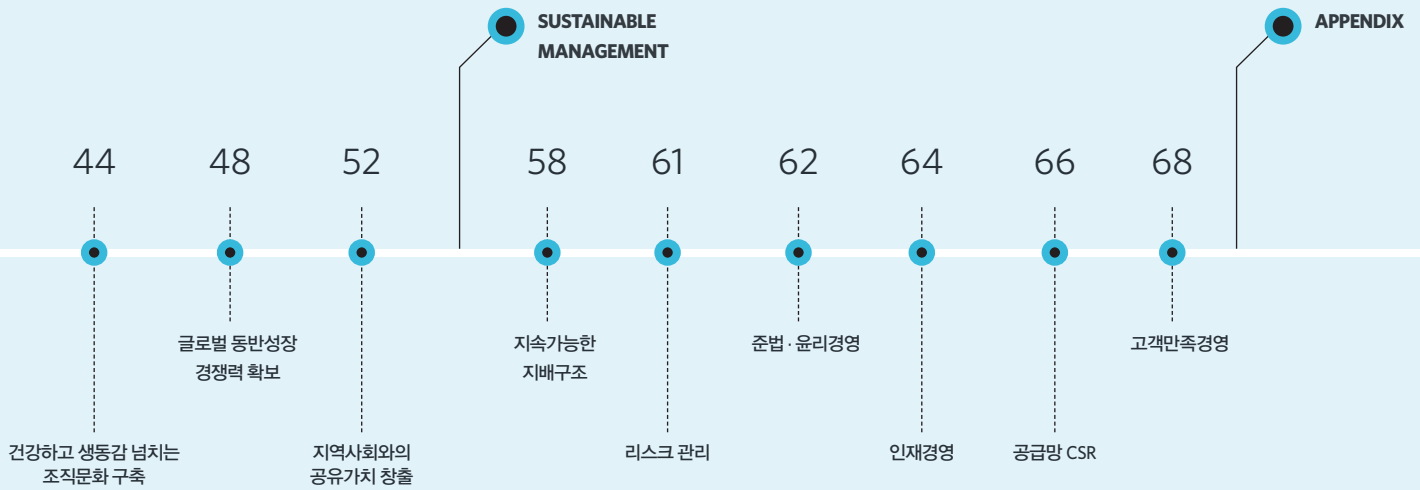 SUSTAINABLE
MANAGEMENT
APPENDIX
44
48
52
58
61
62
64
66
68
글로벌 동반성장
경쟁력 확보
지속가능한
지배구조
준법 · 윤리경영
고객만족경영
건강하고 생동감 넘치는
조직문화 구축
지역사회와의
공유가치 창출
리스크 관리
인재경영
공급망 CSR